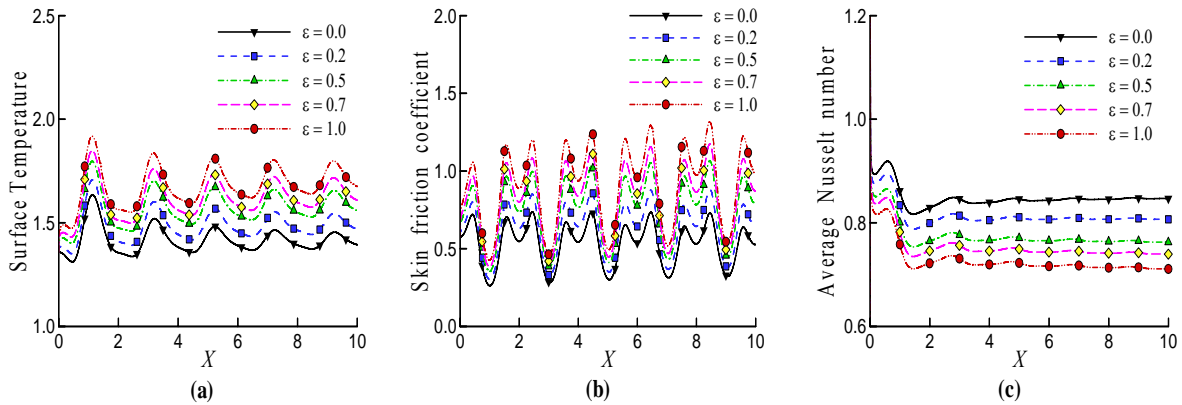 2.5
2.0
1.5
1.0
Surface Temperature
ε = 0.0
ε = 0.2
ε = 0.5
ε = 0.7
ε = 1.0
0 2 4 6 8 10
X
(a)
2.0
1.5
1.0
0.5
0.0
Skin friction coefficient
ε = 0.0
ε = 0.2
ε = 0.5
ε = 0.7
ε = 1.0
0 2 4 6 8 10
X
(b)
1.2
1.0
0.8
0.6
Average Nusselt number
ε = 0.0
ε = 0.2
ε = 0.5
ε = 0.7
ε = 1.0
0 2 4 6 8 10
X
(c)